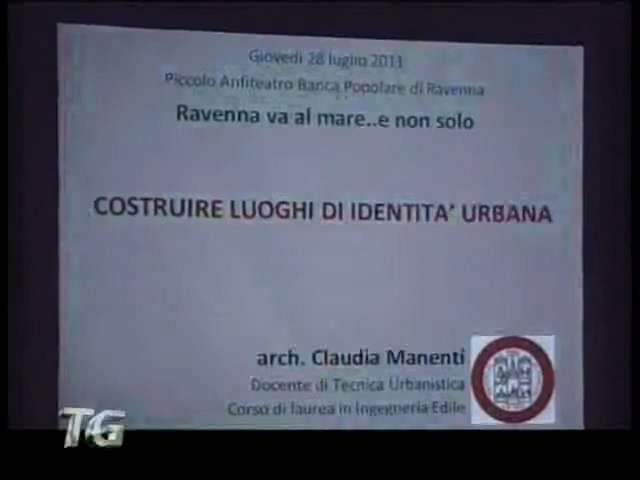 Giovedì 28 luglio 2011
Piccolo Anfiteatro Banca Popolare di Ravenna
Ravenna va al mare..e non solo
COSTRUIRE LUOGHI DI IDENTITA’ URBANA
arch. Claudia Manenti
Docente di Tecnica Urbanistica
Corso di laurea in Ingegneria Edile
TG